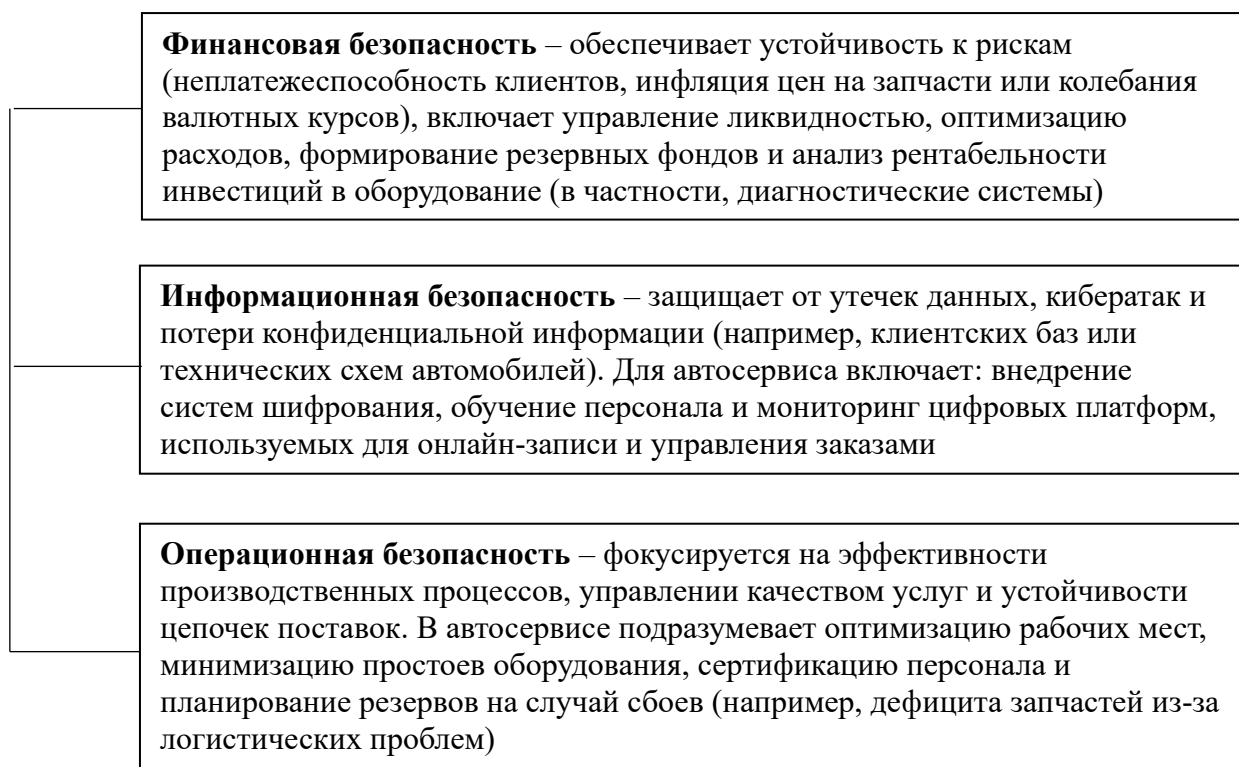 Финансовая безопасность – обеспечивает устойчивость к рискам
(неплатежеспособность клиентов, инфляция цен на запчасти или колебания
валютных курсов), включает управление ликвидностью, оптимизацию
расходов, формирование резервных фондов и анализ рентабельности
инвестиций в оборудование (в частности, диагностические системы)
Информационная безопасность – защищает от утечек данных, кибератак и
потери конфиденциальной информации (например, клиентских баз или
технических схем автомобилей). Для автосервиса включает: внедрение
систем шифрования, обучение персонала и мониторинг цифровых платформ,
используемых для онлайн-записи и управления заказами
Операционная безопасность – фокусируется на эффективности
производственных процессов, управлении качеством услуг и устойчивости
цепочек поставок. В автосервисе подразумевает оптимизацию рабочих мест,
минимизацию простоев оборудования, сертификацию персонала и
планирование резервов на случай сбоев (например, дефицита запчастей из-за
логистических проблем)